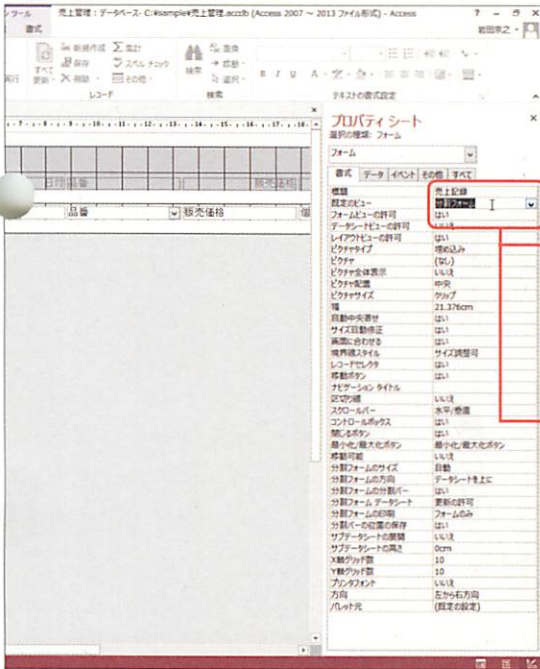 ツール 売上管理：データベース- C:¥sample¥売上管理.accdb (Access 2007 ～ 2013 ファイル形式) - Access
書式
新規作成 集計
保存 スペル チェック
すべて更新 削除 その他
検索 置換
移動
選択
B I U A
レコード 検索 テキストの書式設定
7 8 9 10 11 12 13 14 15 16 17 18
品番 販売価格
品番 販売価格
プロパティ シート
選択の種類: フォーム
フォーム
書式 データ イベント その他 すべて
標題 売上記録
既定のビュー 分割フォーム
フォームビューの許可 はい
データシートビューの許可 いいえ
レイアウトビューの許可 はい
ピクチャタイプ 埋め込み
ピクチャ (なし)
ピクチャ全体表示 いいえ
ピクチャ配置 中央
ピクチャサイズ クリップ
幅 21.376cm
自動中央寄せ はい
サイズ自動修正 はい
画面に合わせる はい
境界線スタイル サイズ調整可
レコードセレクタ はい
移動ボタン はい
ナビゲーション タイトル
区切り線 いいえ
スクロールバー 水平/垂直
コントロールボックス はい
閉じるボタン はい
最小化/最大化ボタン 最小化/最大化ボタン
移動可能 いいえ
分割フォームのサイズ 自動
分割フォームの方向 データシートを上に
分割フォームの分割バー はい
分割フォーム データシート 更新の許可
分割フォームの印刷 フォームのみ
分割バーの位置の保存 はい
サブデータシートの展開 いいえ
サブデータシートの高さ 0cm
X軸グリッド数 10
Y軸グリッド数 10
プリンタフォント いいえ
方向 左から右方向
パレット元 (既定の設定)